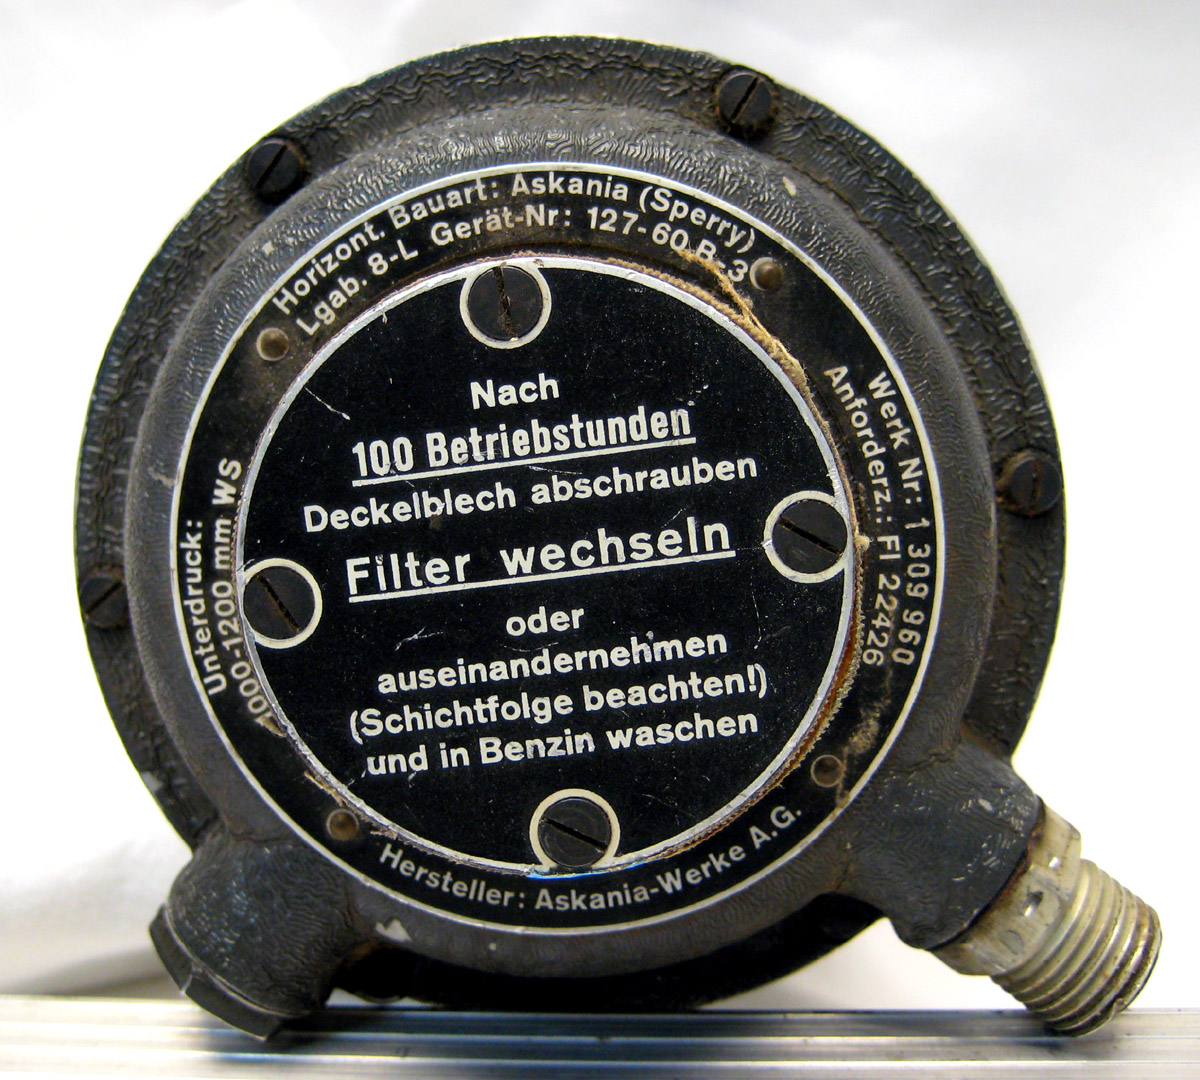 Horizont. Bauart: Askania (Sperry)
Lgab. 8-L Gerät-Nr: 127-60 B-3
Werk Nr: 1 309 960
Anforderz.: Fl 22426
Unterdruck:
1000-1200 mm WS
Nach
100 Betriebstunden
Deckelblech abschrauben
Filter wechseln
oder
auseinandernehmen
(Schichtfolge beachten!)
und in Benzin waschen
Hersteller: Askania-Werke A.G.